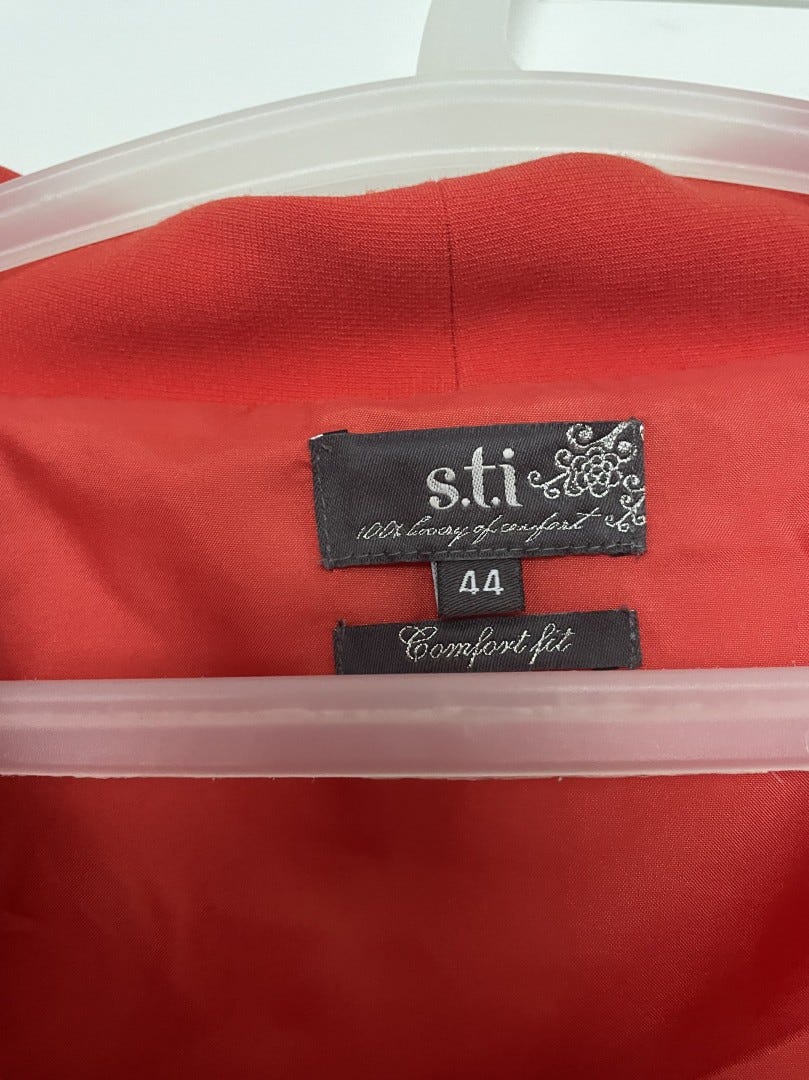 s.t.i
100% luxury of comfort
44
Comfort fit